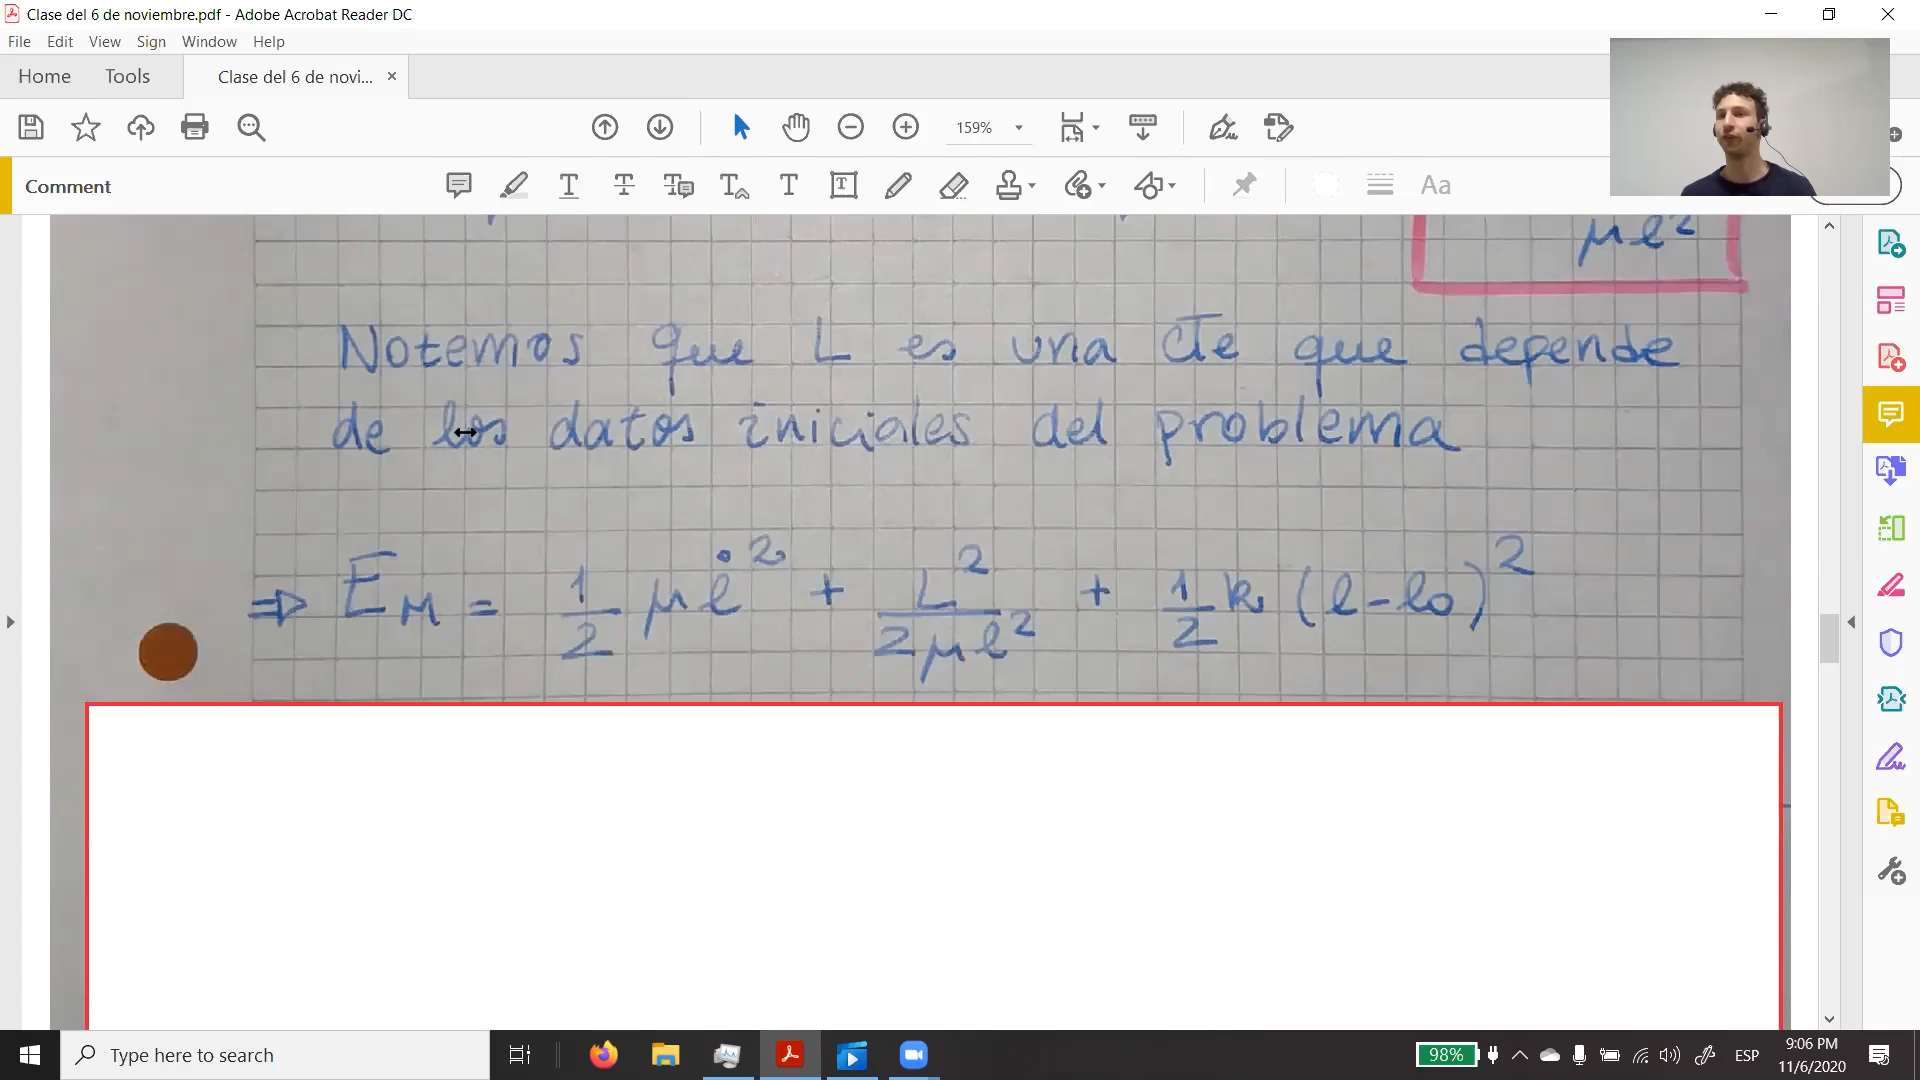 Clase del 6 de noviembre.pdf - Adobe Acrobat Reader DC
File Edit View Sign Window Help
Home Tools Clase del 6 de novi... ×
159%
Comment
Aa
μℓ²
Notemos que L es una cte que depende
de los datos iniciales del problema
⇒ E_M = 1/2 μ ℓ̇² + L²/2μℓ² + 1/2 k (ℓ-ℓ₀)²
Type here to search
98%
ESP
9:06 PM
11/6/2020